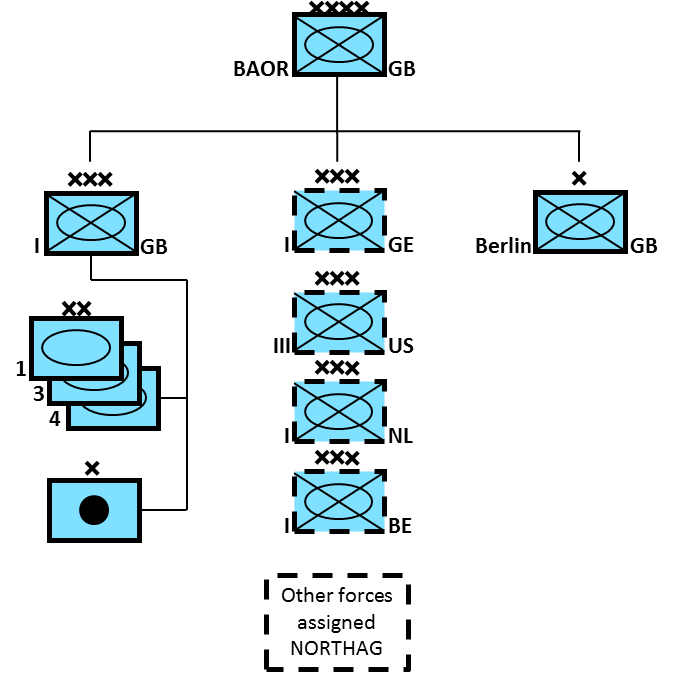 BAOR GB
I GB
I GE
Berlin GB
III US
1
3
4
I NL
I BE
Other forces
assigned
NORTHAG